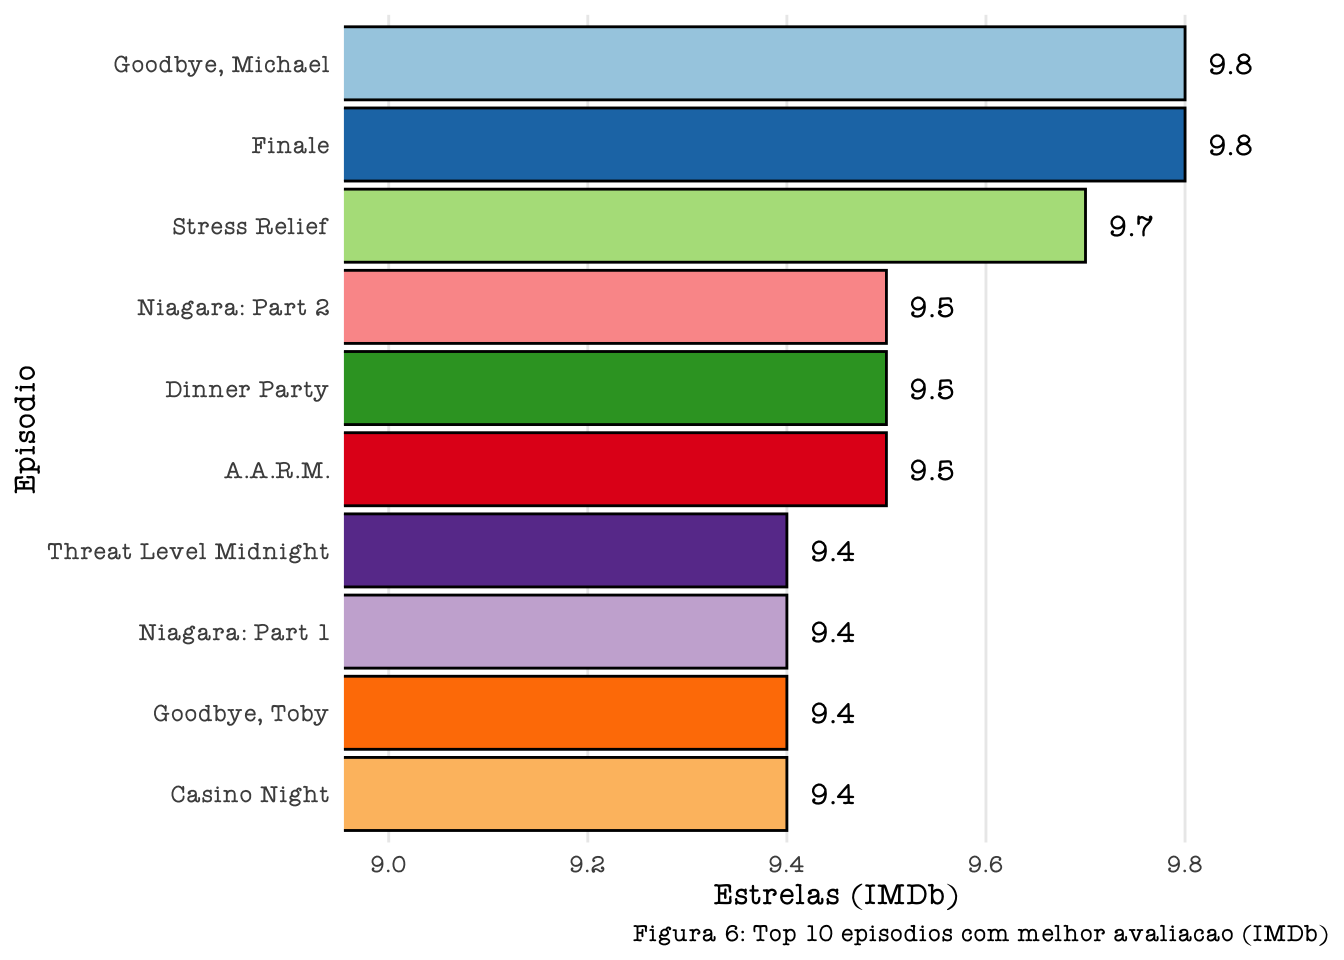 Goodbye, Michael 9.8
Finale 9.8
Stress Relief 9.7
Niagara: Part 2 9.5
Dinner Party 9.5
A.A.R.M. 9.5
Threat Level Midnight 9.4
Niagara: Part 1 9.4
Goodbye, Toby 9.4
Casino Night 9.4
Episodio
9.0 9.2 9.4 9.6 9.8
Estrelas (IMDb)
Figura 6: Top 10 episodios com melhor avaliacao (IMDb)